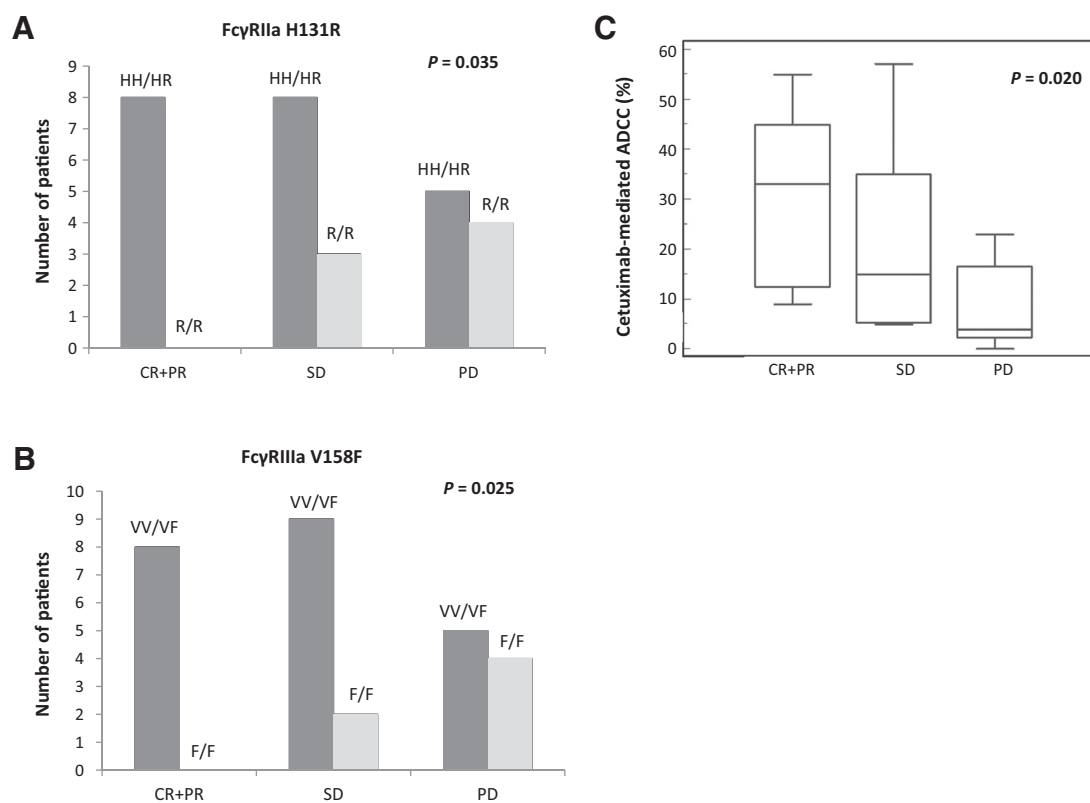 A
FcγRIIa H131R
P = 0.035
Number of patients
9
8
7
6
5
4
3
2
1
0
HH/HR
R/R
HH/HR
R/R
HH/HR
R/R
CR+PR
SD
PD
B
FcγRIIIa V158F
P = 0.025
Number of patients
10
9
8
7
6
5
4
3
2
1
0
VV/VF
F/F
VV/VF
F/F
VV/VF
F/F
CR+PR
SD
PD
C
P = 0.020
Cetuximab-mediated ADCC (%)
60
50
40
30
20
10
0
CR+PR
SD
PD